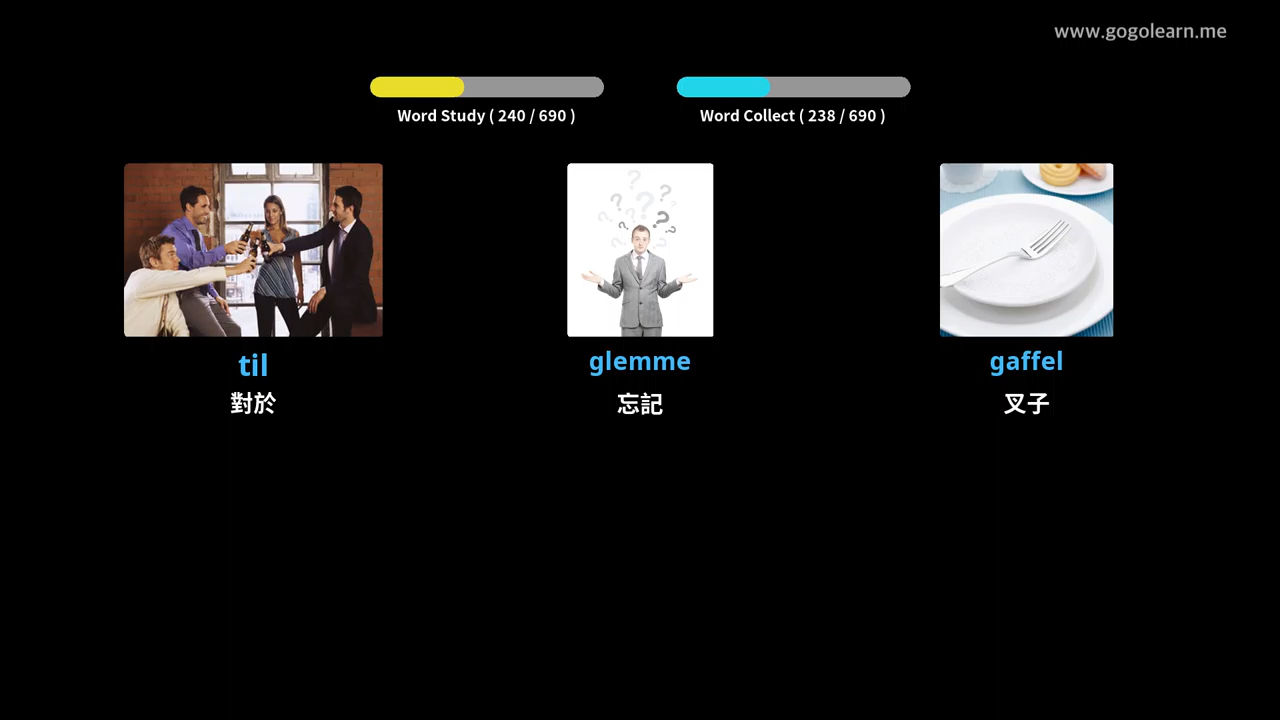 www.gogolearn.me
Word Study ( 240 / 690 )
Word Collect ( 238 / 690 )
til
glemme
gaffel
對於
忘記
叉子